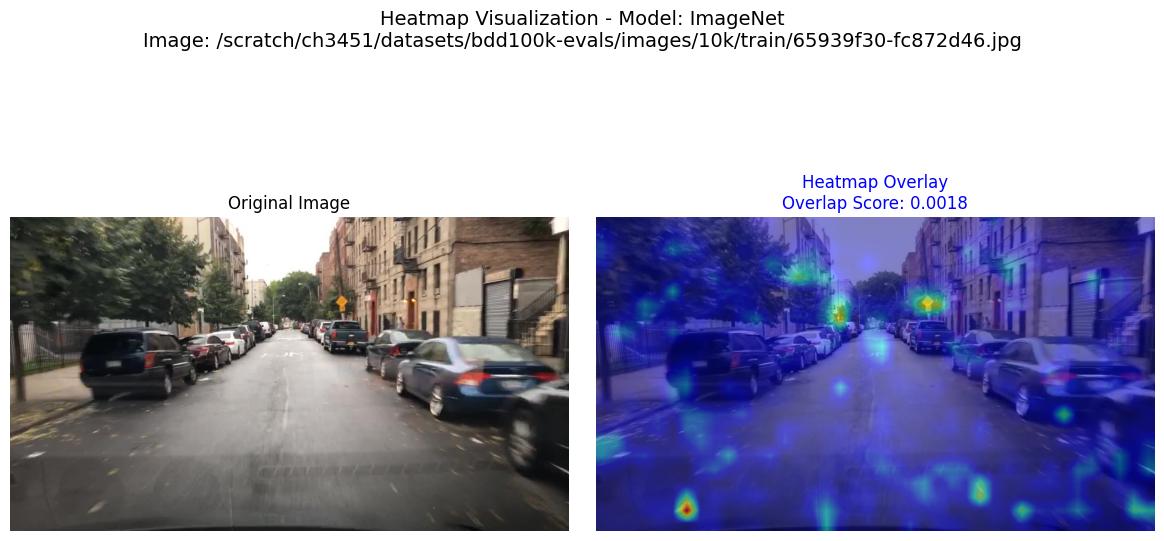 Heatmap Visualization - Model: ImageNet
Image: /scratch/ch3451/datasets/bdd100k-evals/images/10k/train/65939f30-fc872d46.jpg
Original Image
Heatmap Overlay
Overlap Score: 0.0018